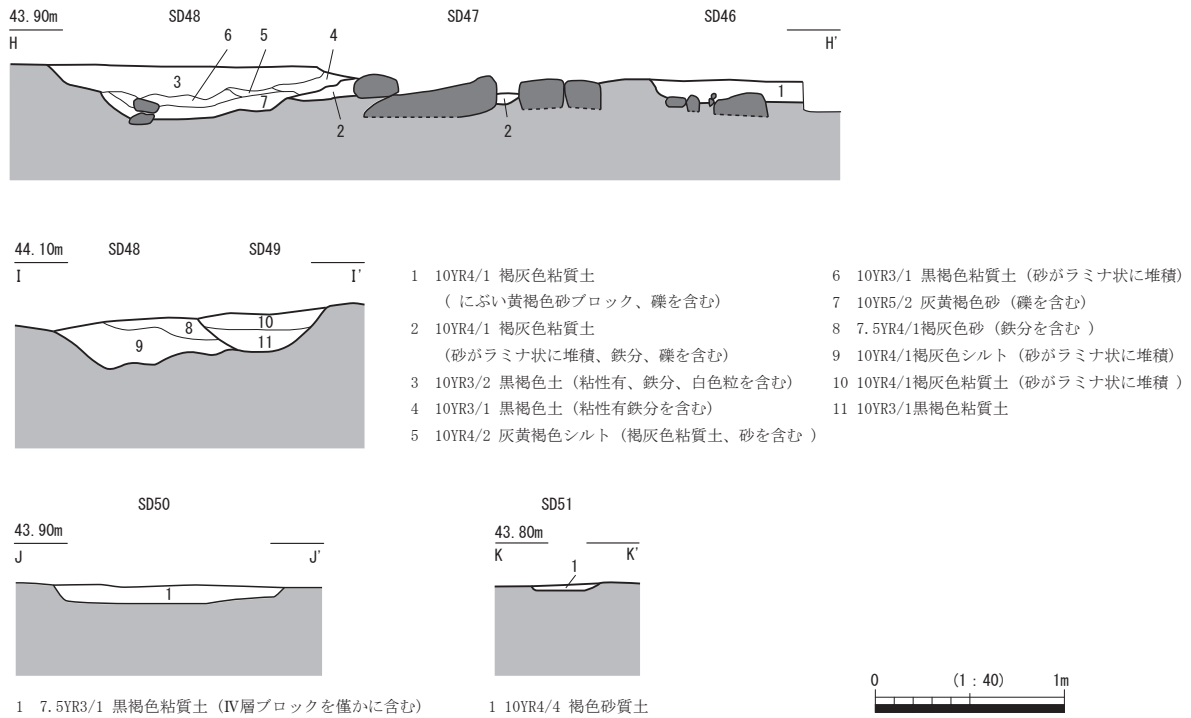 43.90m SD48 SD47 SD46
6 5 4
H H'
3
7
1
2 2
44.10m SD48 SD49
I I'
8 10
9 11
1 10YR4/1 褐灰色粘質土
( にぶい黄褐色砂ブロック、礫を含む)
2 10YR4/1 褐灰色粘質土
(砂がラミナ状に堆積、鉄分、礫を含む)
3 10YR3/2 黒褐色土 (粘性有、鉄分、白色粒を含む)
4 10YR3/1 黒褐色土 (粘性有鉄分を含む)
5 10YR4/2 灰黄褐色シルト (褐灰色粘質土、砂を含む )
6 10YR3/1 黒褐色粘質土 (砂がラミナ状に堆積)
7 10YR5/2 灰黄褐色砂 (礫を含む)
8 7.5YR4/1褐灰色砂 (鉄分を含む )
9 10YR4/1褐灰色シルト (砂がラミナ状に堆積)
10 10YR4/1褐灰色粘質土 (砂がラミナ状に堆積 )
11 10YR3/1黒褐色粘質土
SD50
43.90m
J J'
1
1 7.5YR3/1 黒褐色粘質土 (Ⅳ層ブロックを僅かに含む)
SD51
43.80m
K K'
1
1 10YR4/4 褐色砂質土
0 (1 : 40) 1m